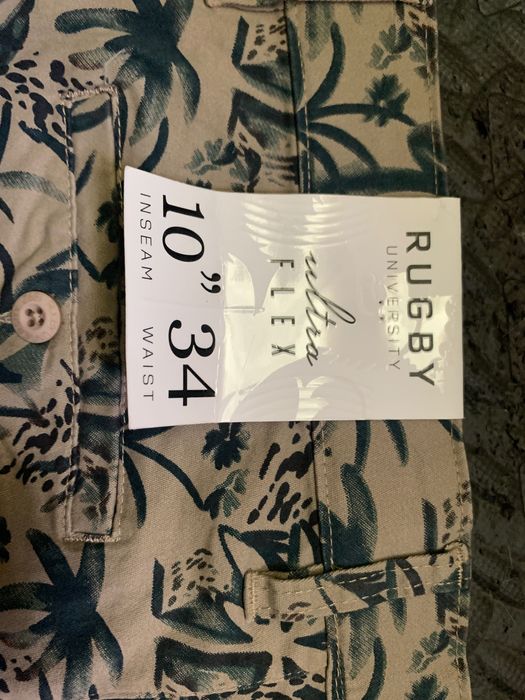 RUGBY
UNIVERSITY
ultra
FLEX
10” 34
INSEAM WAIST